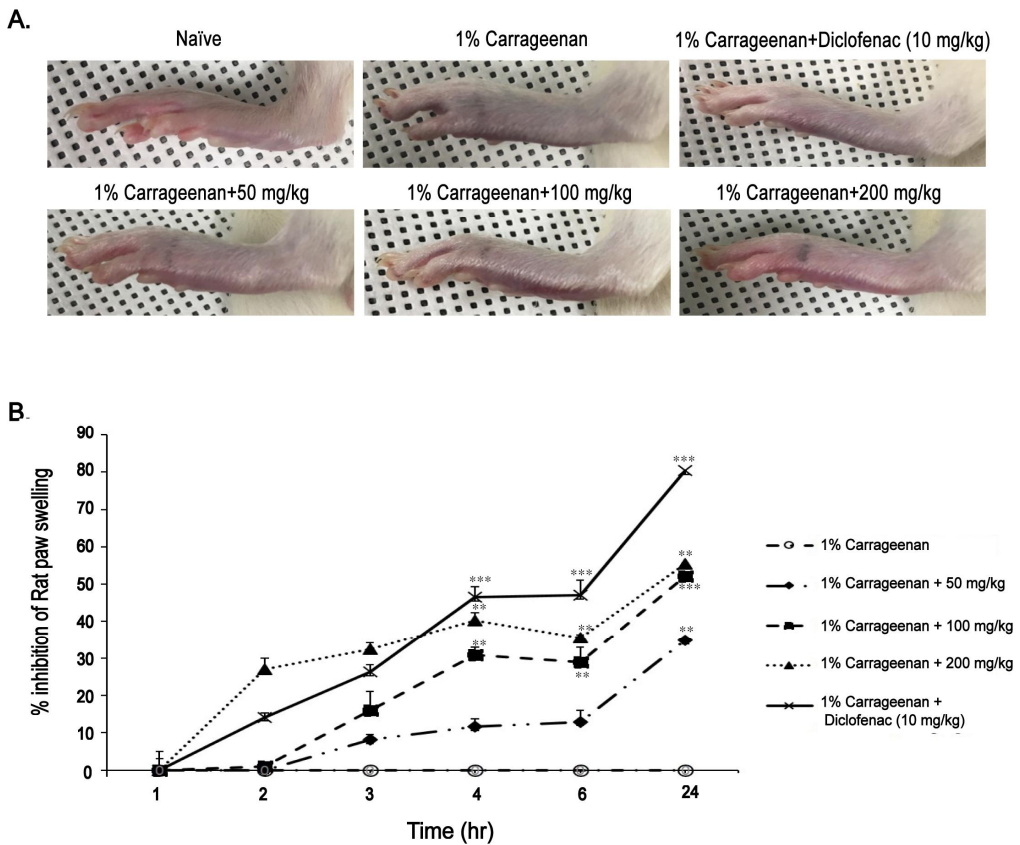 A.
Naïve
1% Carrageenan
1% Carrageenan+Diclofenac (10 mg/kg)
1% Carrageenan+50 mg/kg
1% Carrageenan+100 mg/kg
1% Carrageenan+200 mg/kg
B.
% inhibition of Rat paw swelling
90
80
70
60
50
40
30
20
10
0
1
2
3
4
6
24
Time (hr)
***
**
**
***
**
**
***
**
***
**
1% Carrageenan
1% Carrageenan + 50 mg/kg
1% Carrageenan + 100 mg/kg
1% Carrageenan + 200 mg/kg
1% Carrageenan +
Diclofenac (10 mg/kg)